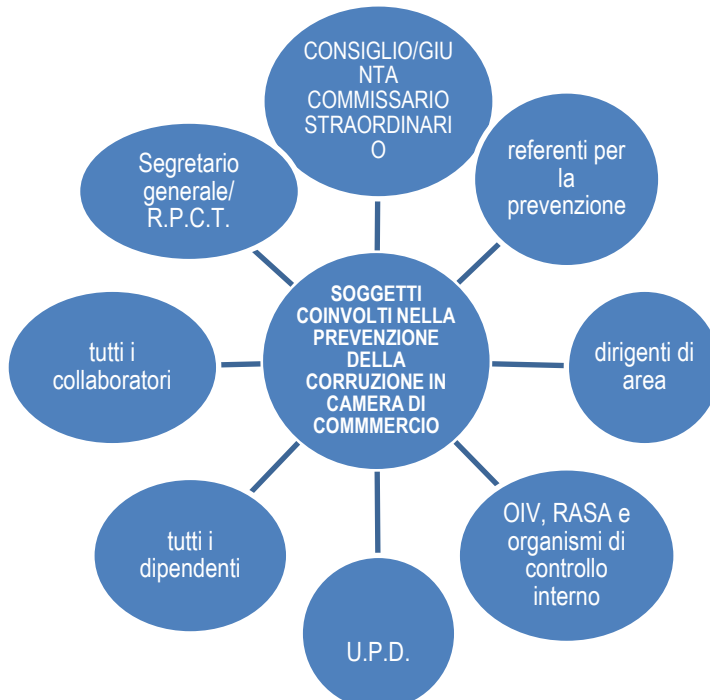 CONSIGLIO/GIU
NTA
COMMISSARIO
STRAORDINARI
O
referenti per
la
prevenzione
Segretario
generale/
R.P.C.T.
SOGGETTI
COINVOLTI NELLA
PREVENZIONE
DELLA
CORRUZIONE IN
CAMERA DI
COMMMERCIO
tutti i
collaboratori
dirigenti di
area
OIV, RASA e
organismi di
controllo
interno
tutti i
dipendenti
U.P.D.